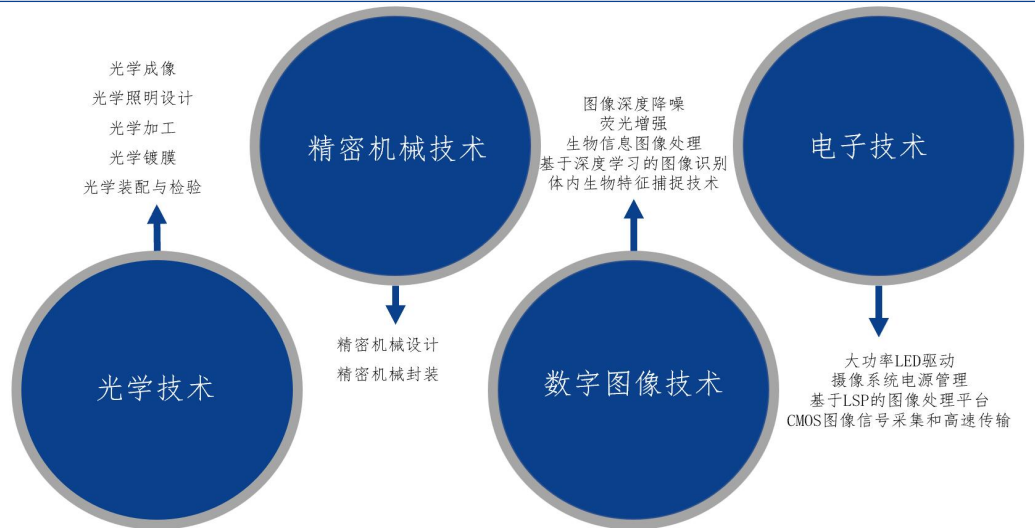 光学成像
光学照明设计
光学加工
光学镀膜
光学装配与检验
光学技术
精密机械技术
精密机械设计
精密机械封装
图像深度降噪
荧光增强
生物信息图像处理
基于深度学习的图像识别
体内生物特征捕捉技术
数字图像技术
电子技术
大功率LED驱动
摄像系统电源管理
基于LSP的图像处理平台
CMOS图像信号采集和高速传输